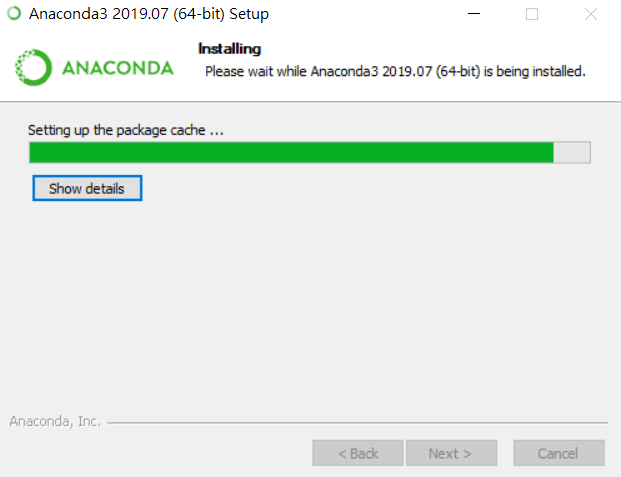 Anaconda3 2019.07 (64-bit) Setup
Installing
ANACONDA
Please wait while Anaconda3 2019.07 (64-bit) is being installed.
Setting up the package cache ...
Show details
Anaconda, Inc.
< Back
Next >
Cancel